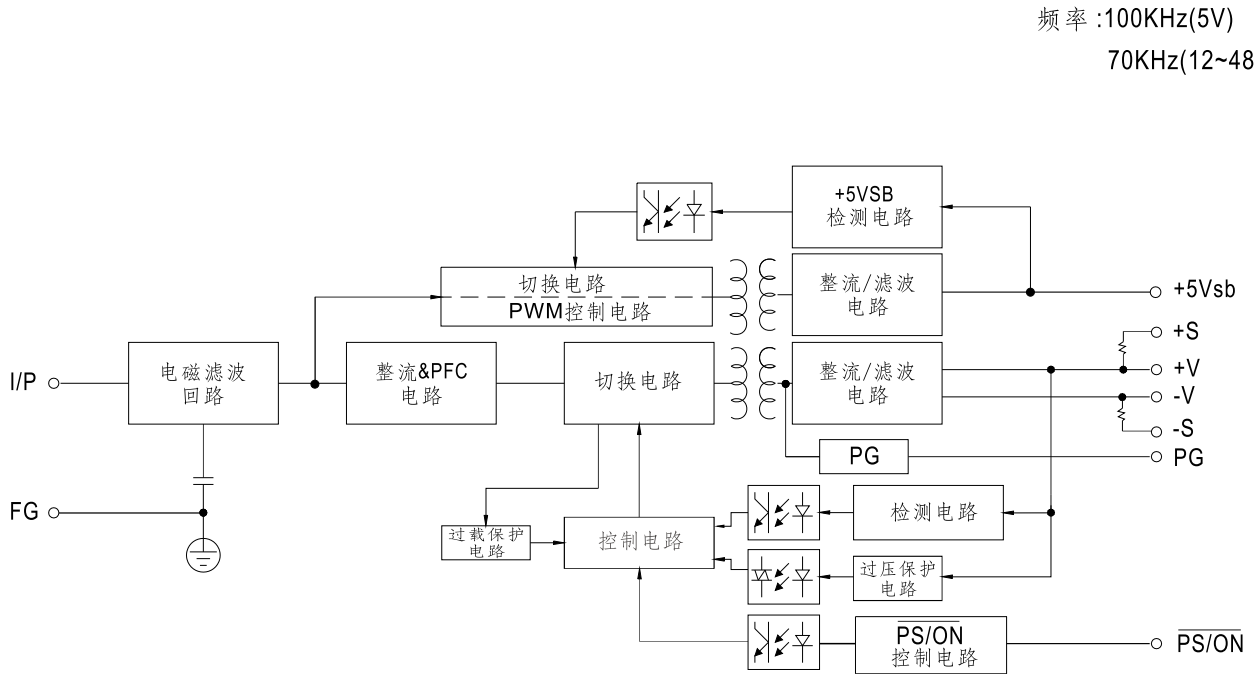 频率 :100KHz(5V)
70KHz(12~48
+5VSB
检测电路
切换电路
PWM控制电路
整流/滤波
电路
+5Vsb
+S
I/P
电磁滤波
回路
整流&PFC
电路
切换电路
整流/滤波
电路
+V
-V
-S
PG
PG
FG
过载保护
电路
控制电路
检测电路
过压保护
电路
PS/ON
控制电路
PS/ON